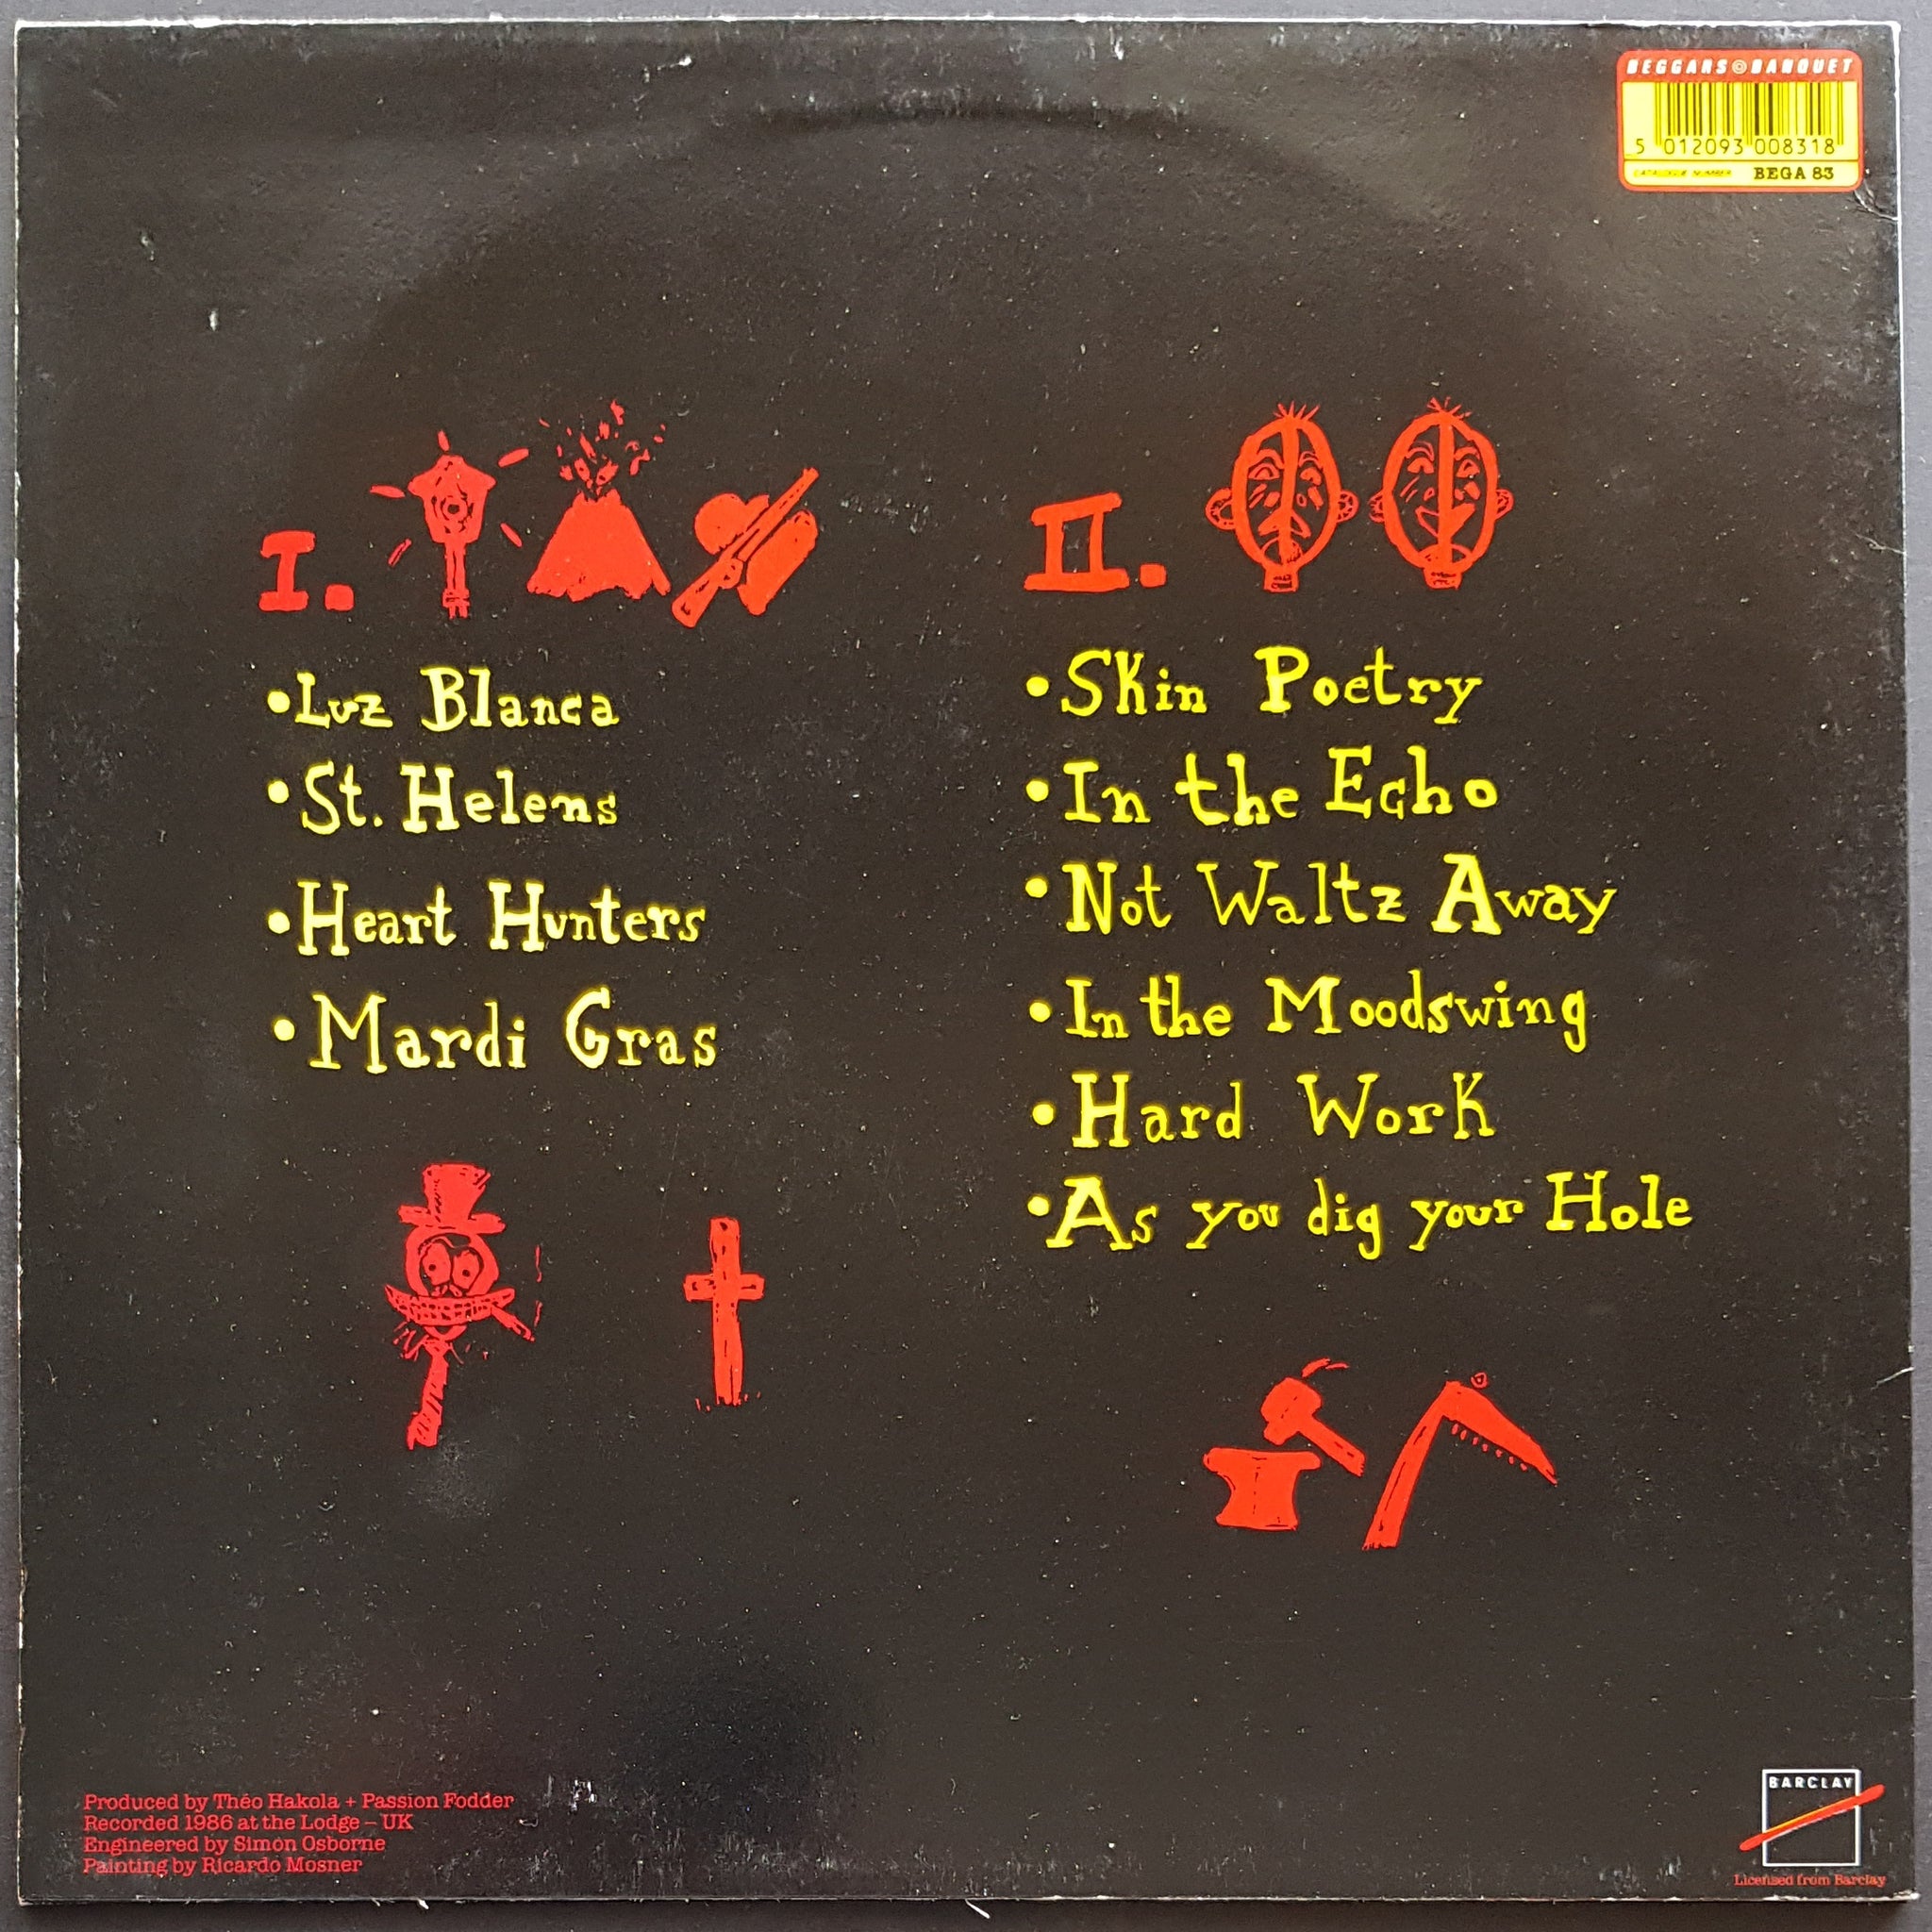 BEGGARS BANQUET
5 012093 008318
CATALOGUE NUMBER BEGA 83
I.
• Luz Blanca
• St. Helens
• Heart Hunters
• Mardi Gras
II.
• Skin Poetry
• In the Echo
• Not Waltz Away
• In the Moodswing
• Hard Work
• As you dig your Hole
Produced by Théo Hakola + Passion Fodder
Recorded 1986 at the Lodge – UK
Engineered by Simon Osborne
Painting by Ricardo Mosner
BARCLAY
Licensed from Barclay